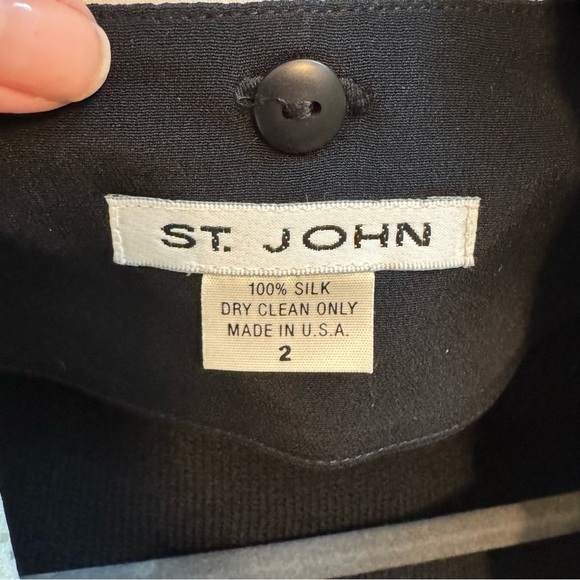 ST. JOHN
100% SILK
DRY CLEAN ONLY
MADE IN U.S.A.
2